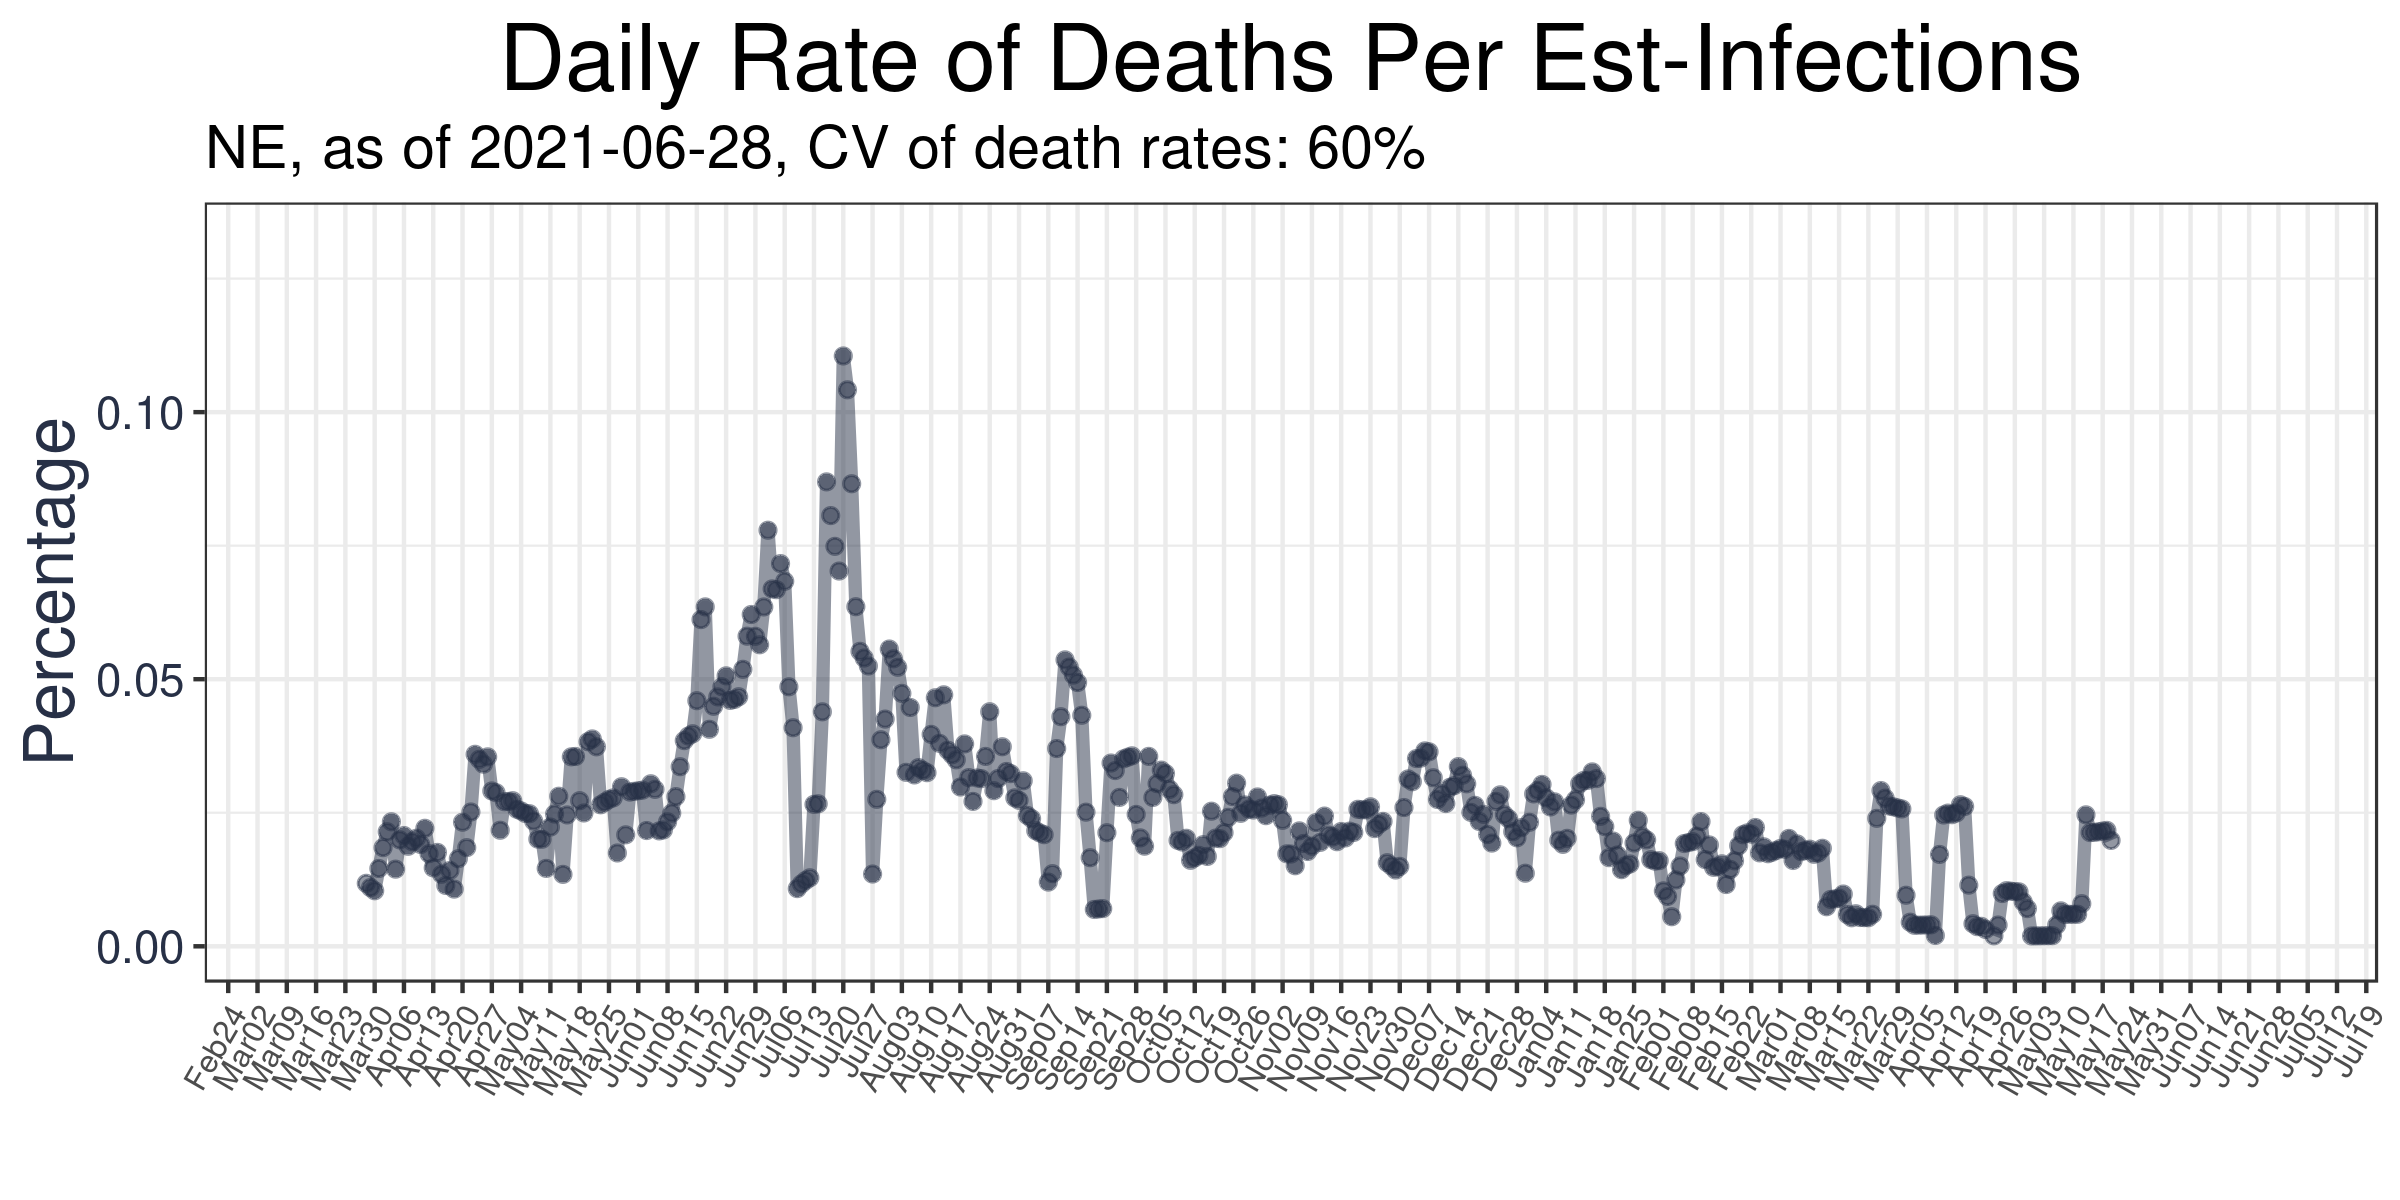 Daily Rate of Deaths Per Est-Infections
NE, as of 2021-06-28, CV of death rates: 60%
Percentage
0.10
0.05
0.00
Feb24 Mar02 Mar09 Mar16 Mar23 Mar30 Apr06 Apr13 Apr20 Apr27 May04 May11 May18 May25 Jun01 Jun08 Jun15 Jun22 Jun29 Jul06 Jul13 Jul20 Jul27 Aug03 Aug10 Aug17 Aug24 Aug31 Sep07 Sep14 Sep21 Sep28 Oct05 Oct12 Oct19 Oct26 Nov02 Nov09 Nov16 Nov23 Nov30 Dec07 Dec14 Dec21 Dec28 Jan04 Jan11 Jan18 Jan25 Feb01 Feb08 Feb15 Feb22 Mar01 Mar08 Mar15 Mar22 Mar29 Apr05 Apr12 Apr19 Apr26 May03 May10 May17 May24 May31 Jun07 Jun14 Jun21 Jun28 Jul05 Jul12 Jul19